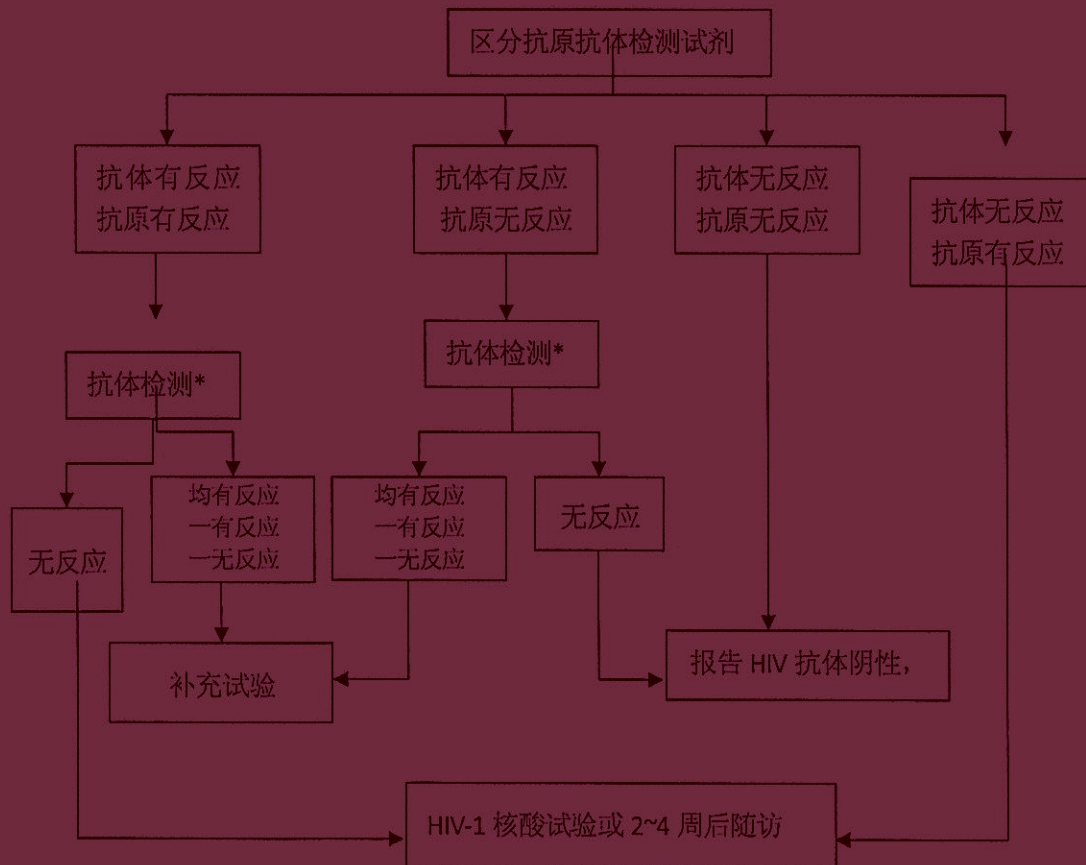 区分抗原抗体检测试剂
抗体有反应
抗原有反应
抗体有反应
抗原无反应
抗体无反应
抗原无反应
抗体无反应
抗原有反应
抗体检测*
抗体检测*
无反应
均有反应
一有反应
一无反应
均有反应
一有反应
一无反应
无反应
补充试验
报告 HIV 抗体阴性，
HIV-1 核酸试验或 2~4 周后随访